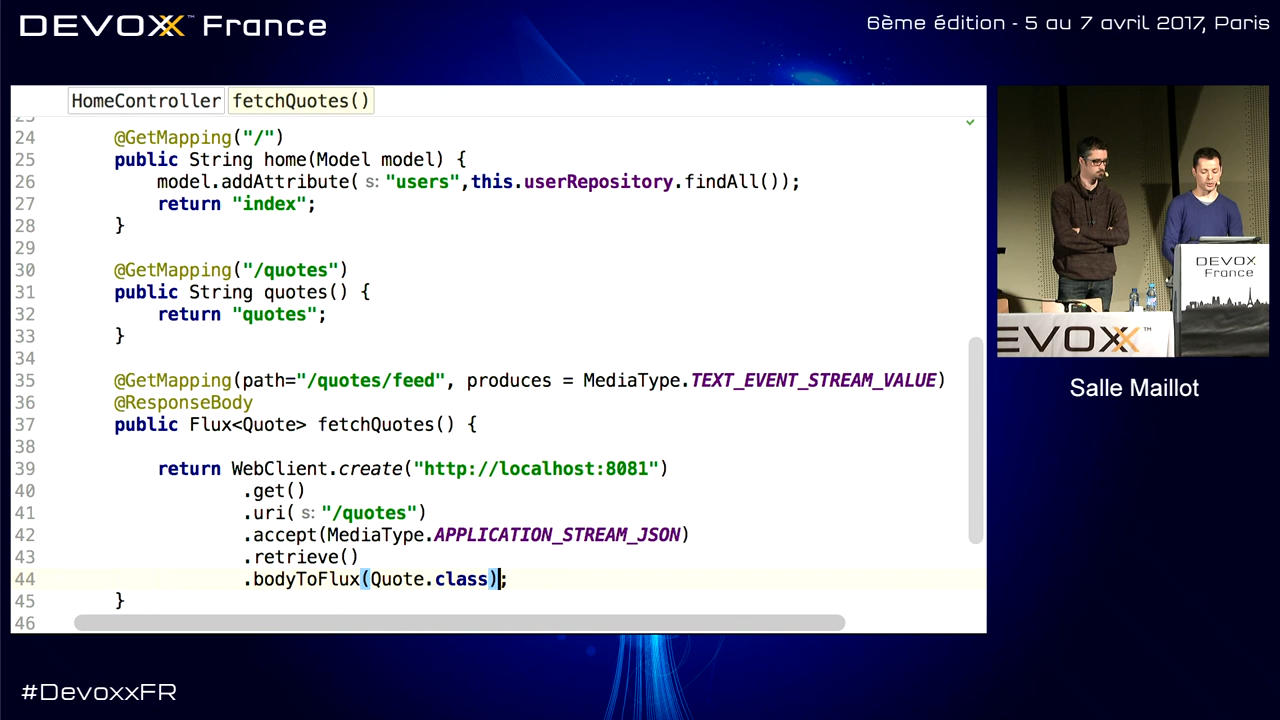 DEVOXX™ France
6ème édition - 5 au 7 avril 2017, Paris
HomeController fetchQuotes()
24 @GetMapping("/")
25 public String home(Model model) {
26 model.addAttribute( s: "users",this.userRepository.findAll());
27 return "index";
28 }
29
30 @GetMapping("/quotes")
31 public String quotes() {
32 return "quotes";
33 }
34
35 @GetMapping(path="/quotes/feed", produces = MediaType.TEXT_EVENT_STREAM_VALUE)
36 @ResponseBody
37 public Flux<Quote> fetchQuotes() {
38
39 return WebClient.create("http://localhost:8081")
40 .get()
41 .uri( s: "/quotes")
42 .accept(MediaType.APPLICATION_STREAM_JSON)
43 .retrieve()
44 .bodyToFlux(Quote.class);
45 }
46
DEVOXX
France
EVOXX™
Salle Maillot
#DevoxxFR